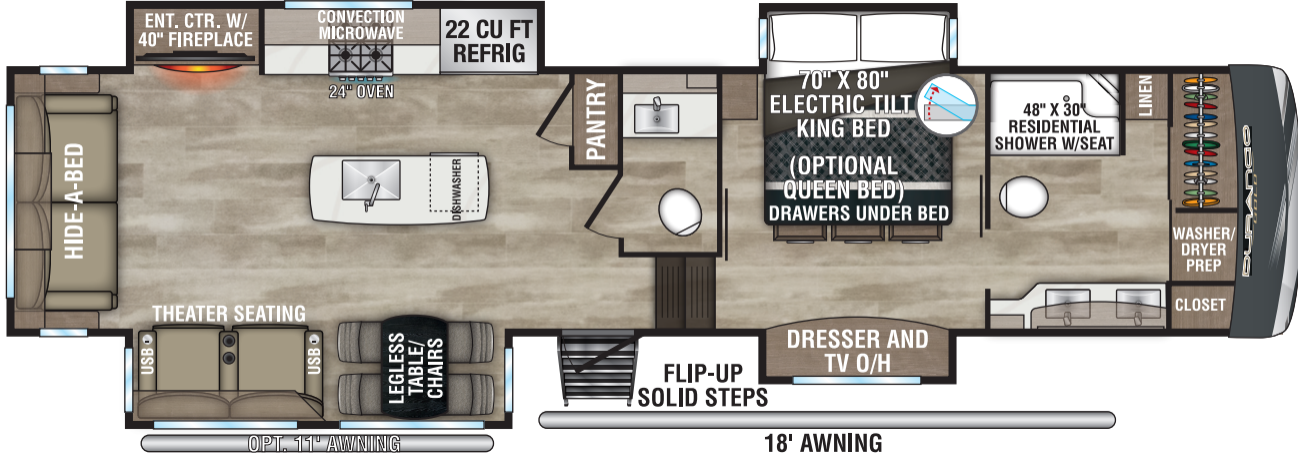 ENT. CTR. W/
40" FIREPLACE
CONVECTION
MICROWAVE
22 CU FT
REFRIG
24" OVEN
PANTRY
HIDE-A-BED
DISHWASHER
70" X 80"
ELECTRIC TILT
KING BED
(OPTIONAL
QUEEN BED)
DRAWERS UNDER BED
48" X 30"
RESIDENTIAL
SHOWER W/SEAT
LINEN
WASHER/
DRYER
PREP
CLOSET
DURANGO
THEATER SEATING
USB
USB
LEGLESS
TABLE/
CHAIRS
DRESSER AND
TV O/H
FLIP-UP
SOLID STEPS
OPT. 11' AWNING
18' AWNING